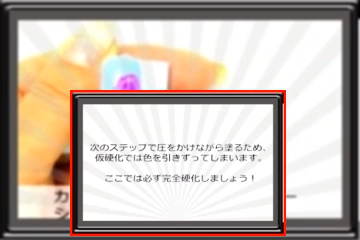 次のステップで圧をかけながら塗るため、
仮硬化では色を引きずってしまいます。
ここでは必ず完全硬化しましょう！